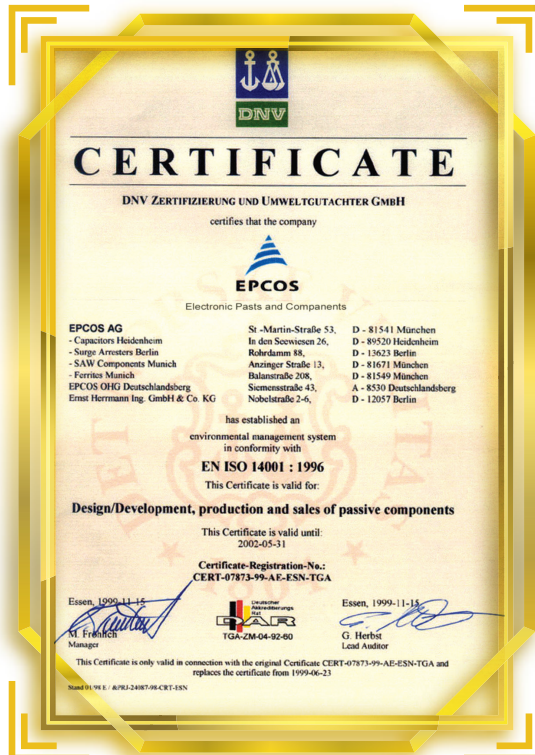 DNV
CERTIFICATE
DNV ZERTIFIZIERUNG UND UMWELTGUTACHTER GMBH
certifies that the company
EPCOS
Electronic Pasts and Companents
EPCOS AG St -Martin-Straße 53, D - 81541 München
- Capacitors Heidenheim In den Seewiesen 26, D - 89520 Heidenheim
- Surge Arresters Berlin Rohrdamm 88, D - 13623 Berlin
- SAW Components Munich Anzinger Straße 13, D - 81671 München
- Ferrites Munich Balanstraße 208, D - 81549 München
EPCOS OHG Deutschlandsberg Siemensstraße 43, A - 8530 Deutschlandsberg
Ernst Herrmann Ing. GmbH & Co. KG Nobelstraße 2-6, D - 12057 Berlin
has established an
environmental management system
in conformity with
EN ISO 14001 : 1996
This Certificate is valid for:
Design/Development, production and sales of passive components
This Certificate is valid until:
2002-05-31
Certificate-Registration-No.:
CERT-07873-99-AE-ESN-TGA
Essen, 1999-11-15 Essen, 1999-11-15
Deutscher
Akkreditierungs
Rat
DAR
TGA-ZM-04-92-60
M. Fröhlich G. Herbst
Manager Lead Auditor
This Certificate is only valid in connection with the original Certificate CERT-07873-99-AE-ESN-TGA and
replaces the certificate from 1999-06-23
Stand 01/98 E / &PRJ-24087-98-CRT-ESN